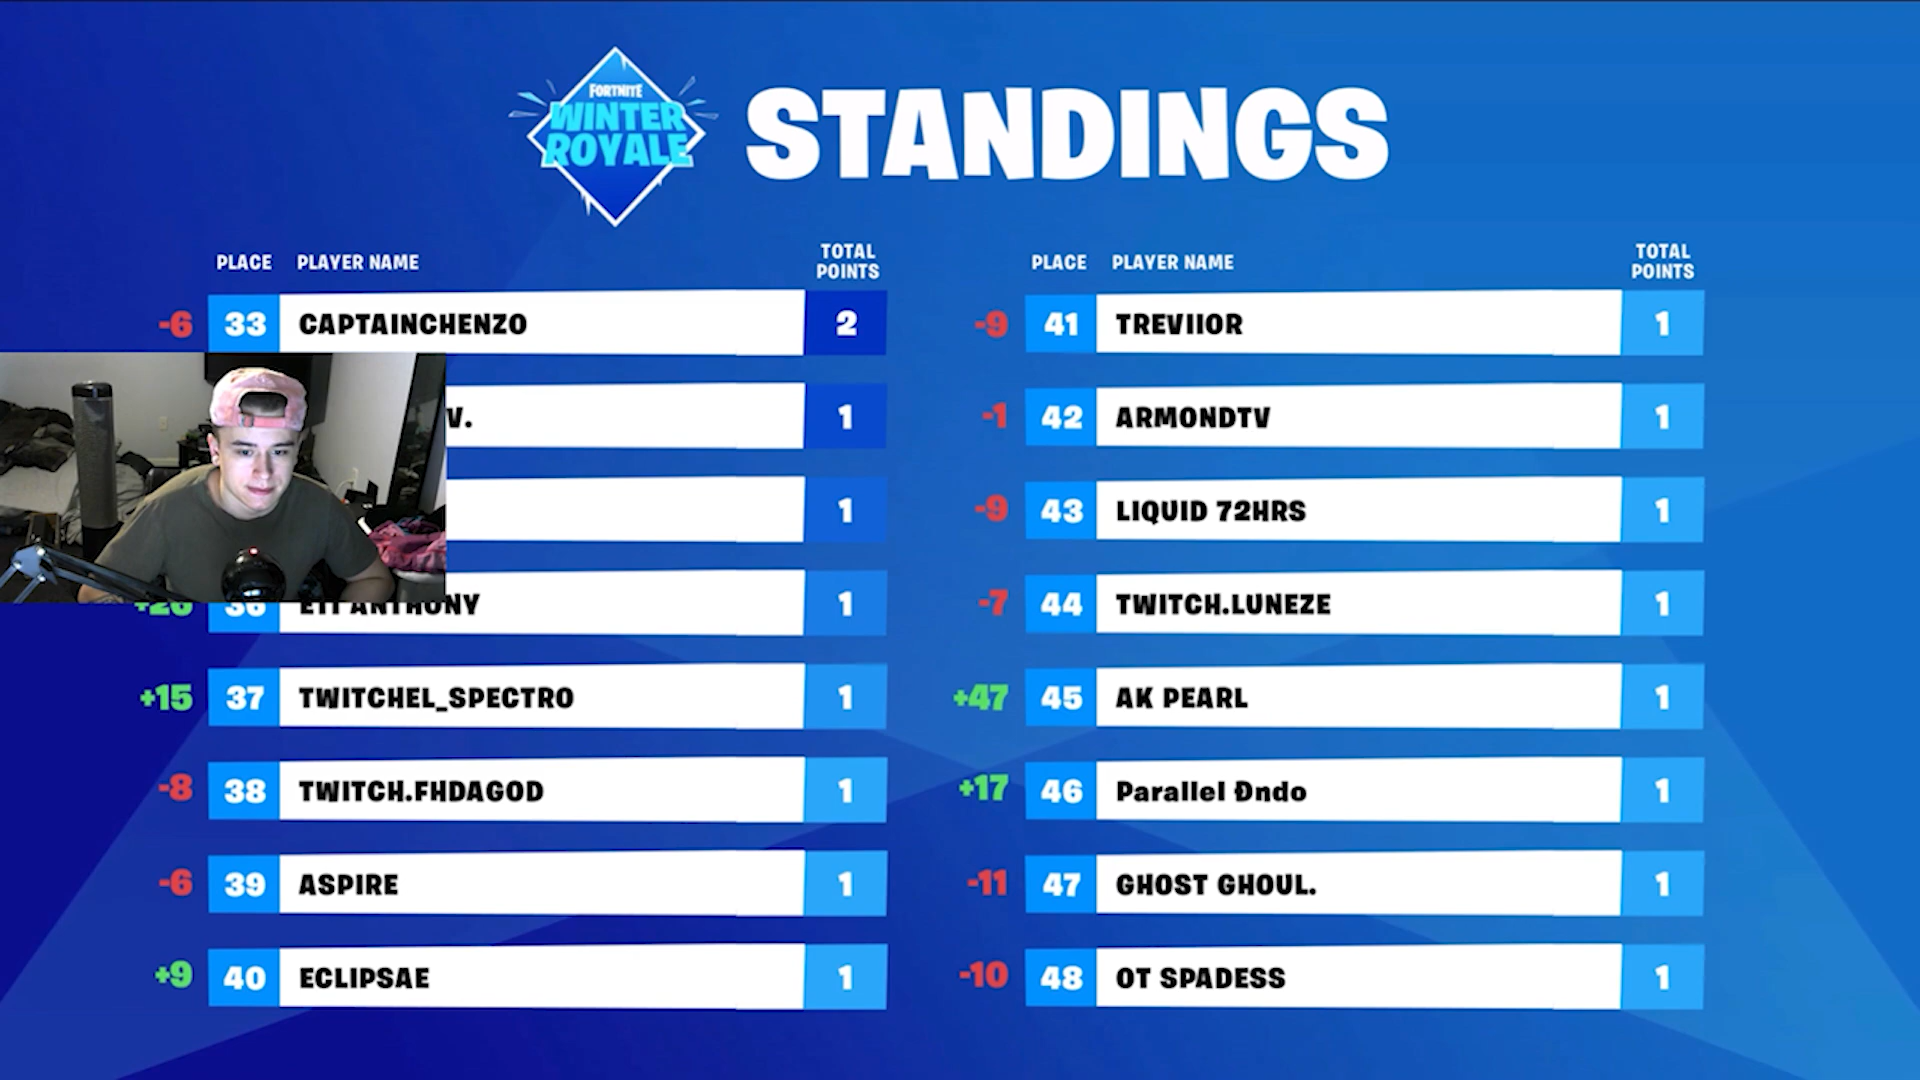 FORTNITE
WINTER
ROYALE
STANDINGS
PLACE PLAYER NAME TOTAL POINTS
-6 33 CAPTAINCHENZO 2
V. 1
1
ANTHONY 1
+15 37 TWITCHEL_SPECTRO 1
-8 38 TWITCH.FHDAGOD 1
-6 39 ASPIRE 1
+9 40 ECLIPSAE 1
PLACE PLAYER NAME TOTAL POINTS
-9 41 TREVIIOR 1
-1 42 ARMONDTV 1
-9 43 LIQUID 72HRS 1
-7 44 TWITCH.LUNEZE 1
+47 45 AK PEARL 1
+17 46 Parallel Ðndo 1
-11 47 GHOST GHOUL. 1
-10 48 OT SPADESS 1